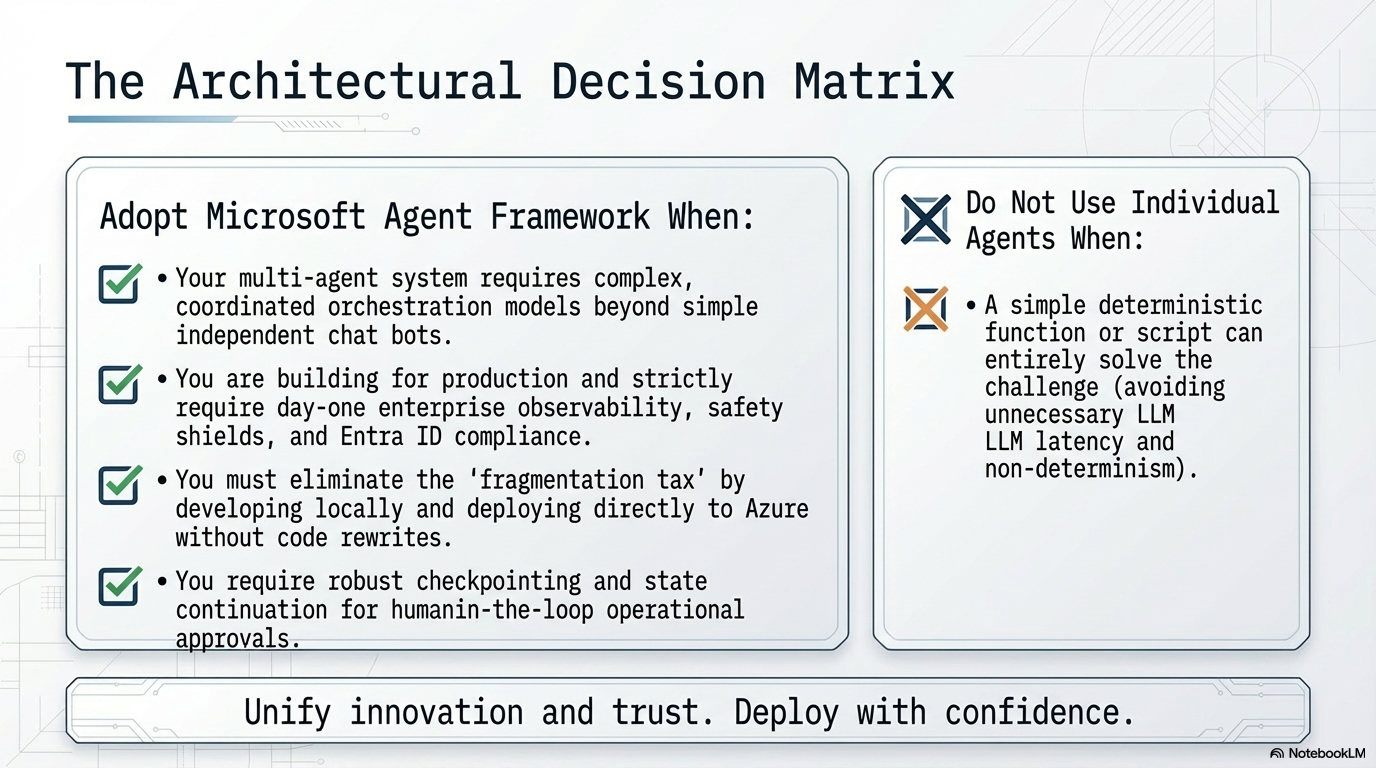 The Architectural Decision Matrix
Adopt Microsoft Agent Framework When:
• Your multi-agent system requires complex,
coordinated orchestration models beyond simple
independent chat bots.
• You are building for production and strictly
require day-one enterprise observability, safety
shields, and Entra ID compliance.
• You must eliminate the ‘fragmentation tax’ by
developing locally and deploying directly to Azure
without code rewrites.
• You require robust checkpointing and state
continuation for humanin-the-loop operational
approvals.
Do Not Use Individual
Agents When:
• A simple deterministic
function or script can
entirely solve the
challenge (avoiding
unnecessary LLM
LLM latency and
non-determinism).
Unify innovation and trust. Deploy with confidence.
NotebookLM